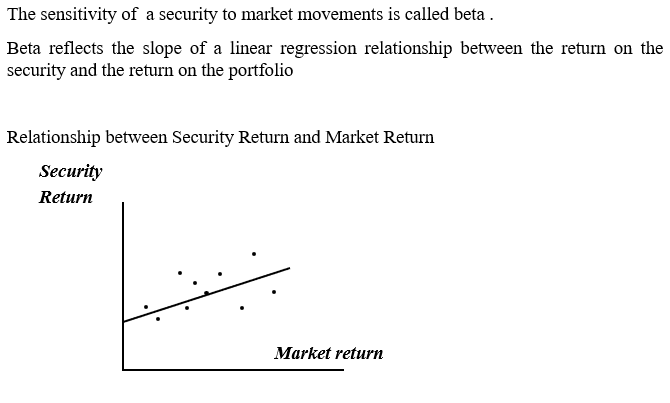 The sensitivity of a security to market movements is called beta .
Beta reflects the slope of a linear regression relationship between the return on the
security and the return on the portfolio
Relationship between Security Return and Market Return
Security
Return
Market return